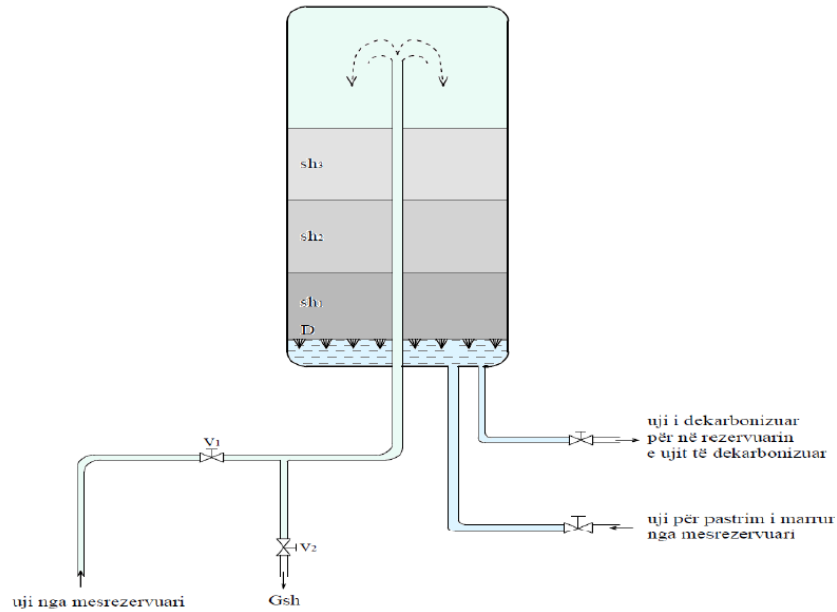 sh3
sh2
sh1
D
V1
uji i dekarbonizuar
për në rezervuarin
e ujit të dekarbonizuar
uji për pastrim i marrur
nga mesrezervuari
V2
uji nga mesrezervuari
Gsh